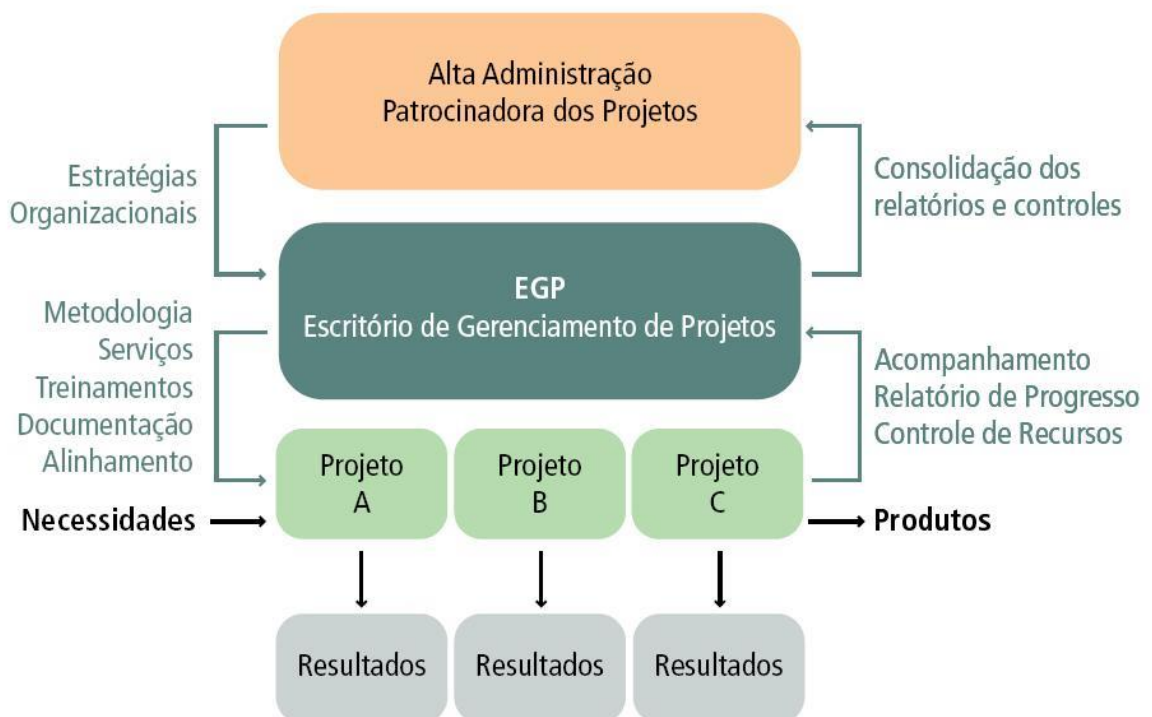 Alta Administração
Patrocinadora dos Projetos
Estratégias
Organizacionais
Consolidação dos
relatórios e controles
EGP
Escritório de Gerenciamento de Projetos
Metodologia
Serviços
Treinamentos
Documentação
Alinhamento
Acompanhamento
Relatório de Progresso
Controle de Recursos
Projeto
A
Projeto
B
Projeto
C
Necessidades
Produtos
Resultados
Resultados
Resultados